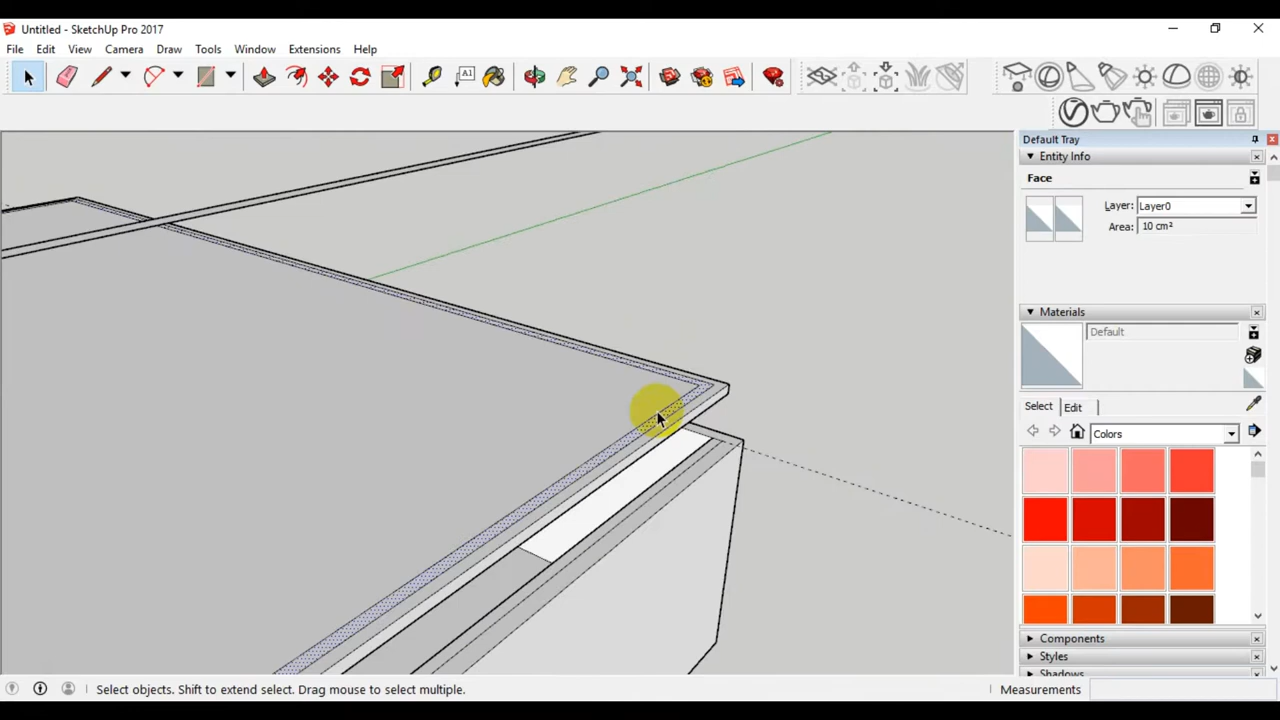 Untitled - SketchUp Pro 2017
File Edit View Camera Draw Tools Window Extensions Help
A1
Default Tray
Entity Info
Face
Layer: Layer0
Area: 10 cm²
Materials
Default
Select Edit
Colors
Components
Styles
Shadows
Select objects. Shift to extend select. Drag mouse to select multiple.
Measurements